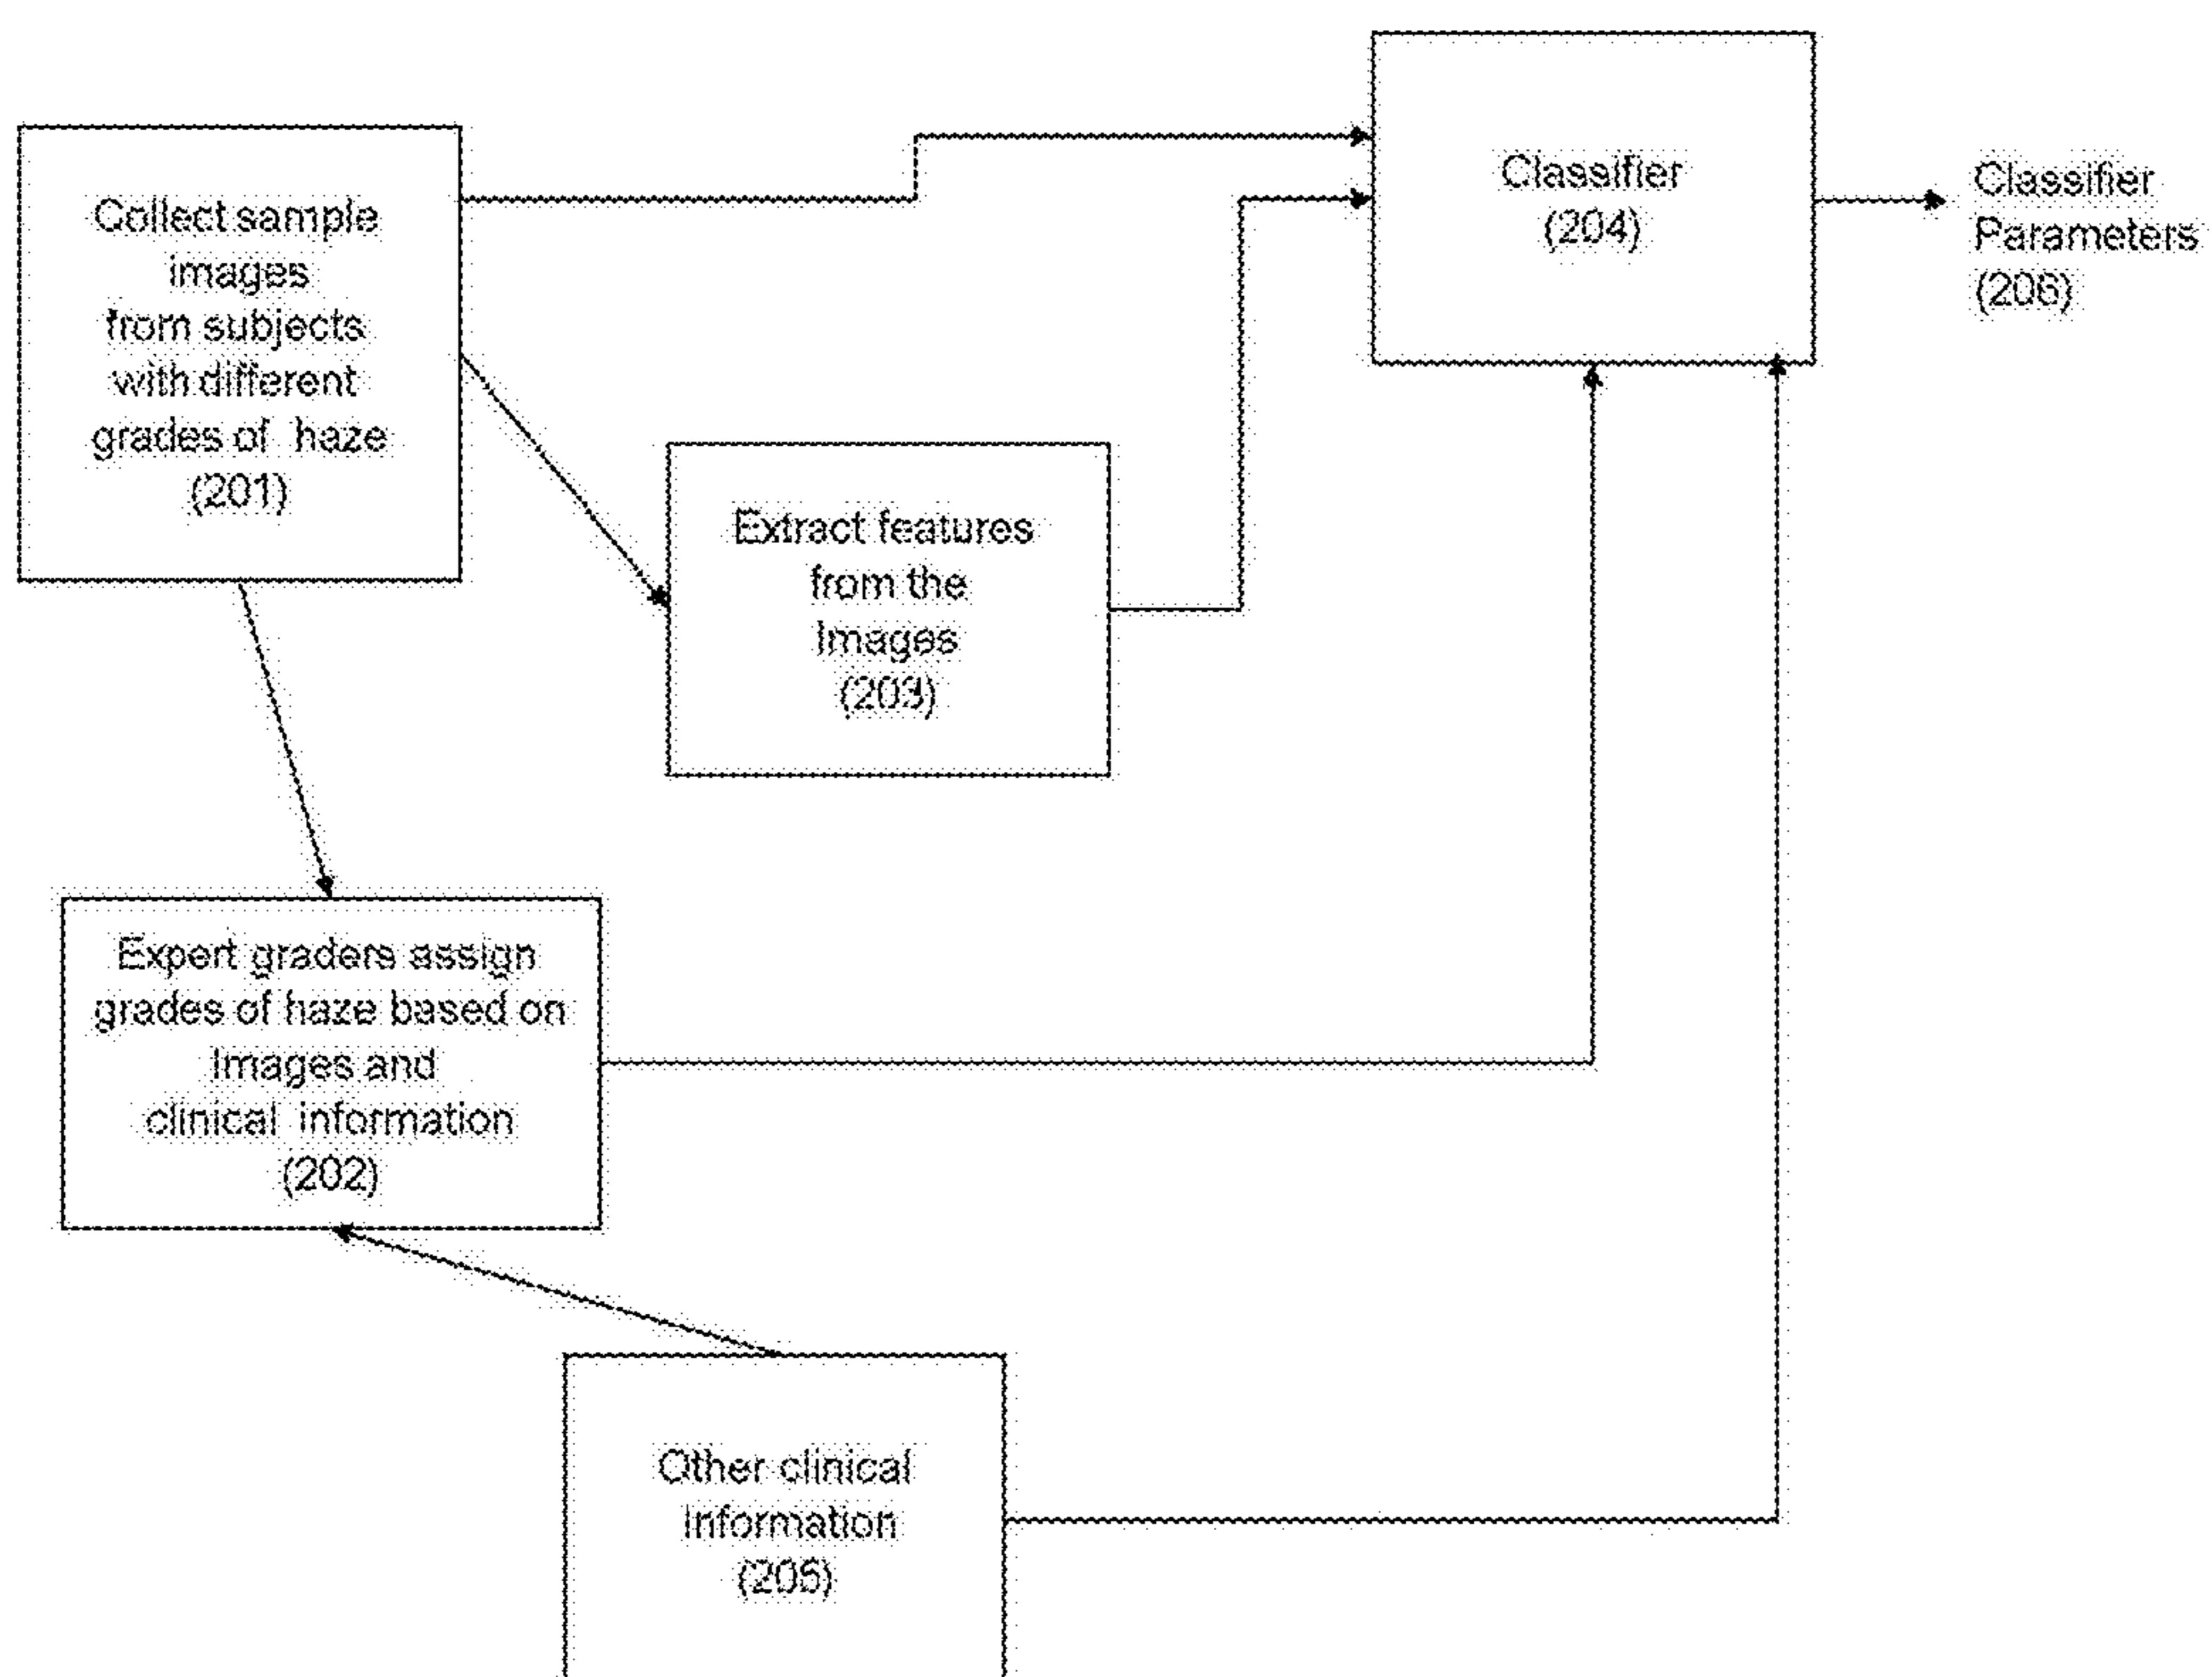 Collect sample
images
from subjects
with different
grades of haze
(201)
Classifier
(204)
Classifier
Parameters
(206)
Extract features
from the
Images
(203)
Expert graders assign
grades of haze based on
Images and
clinical information
(202)
Other clinical
Information
(205)